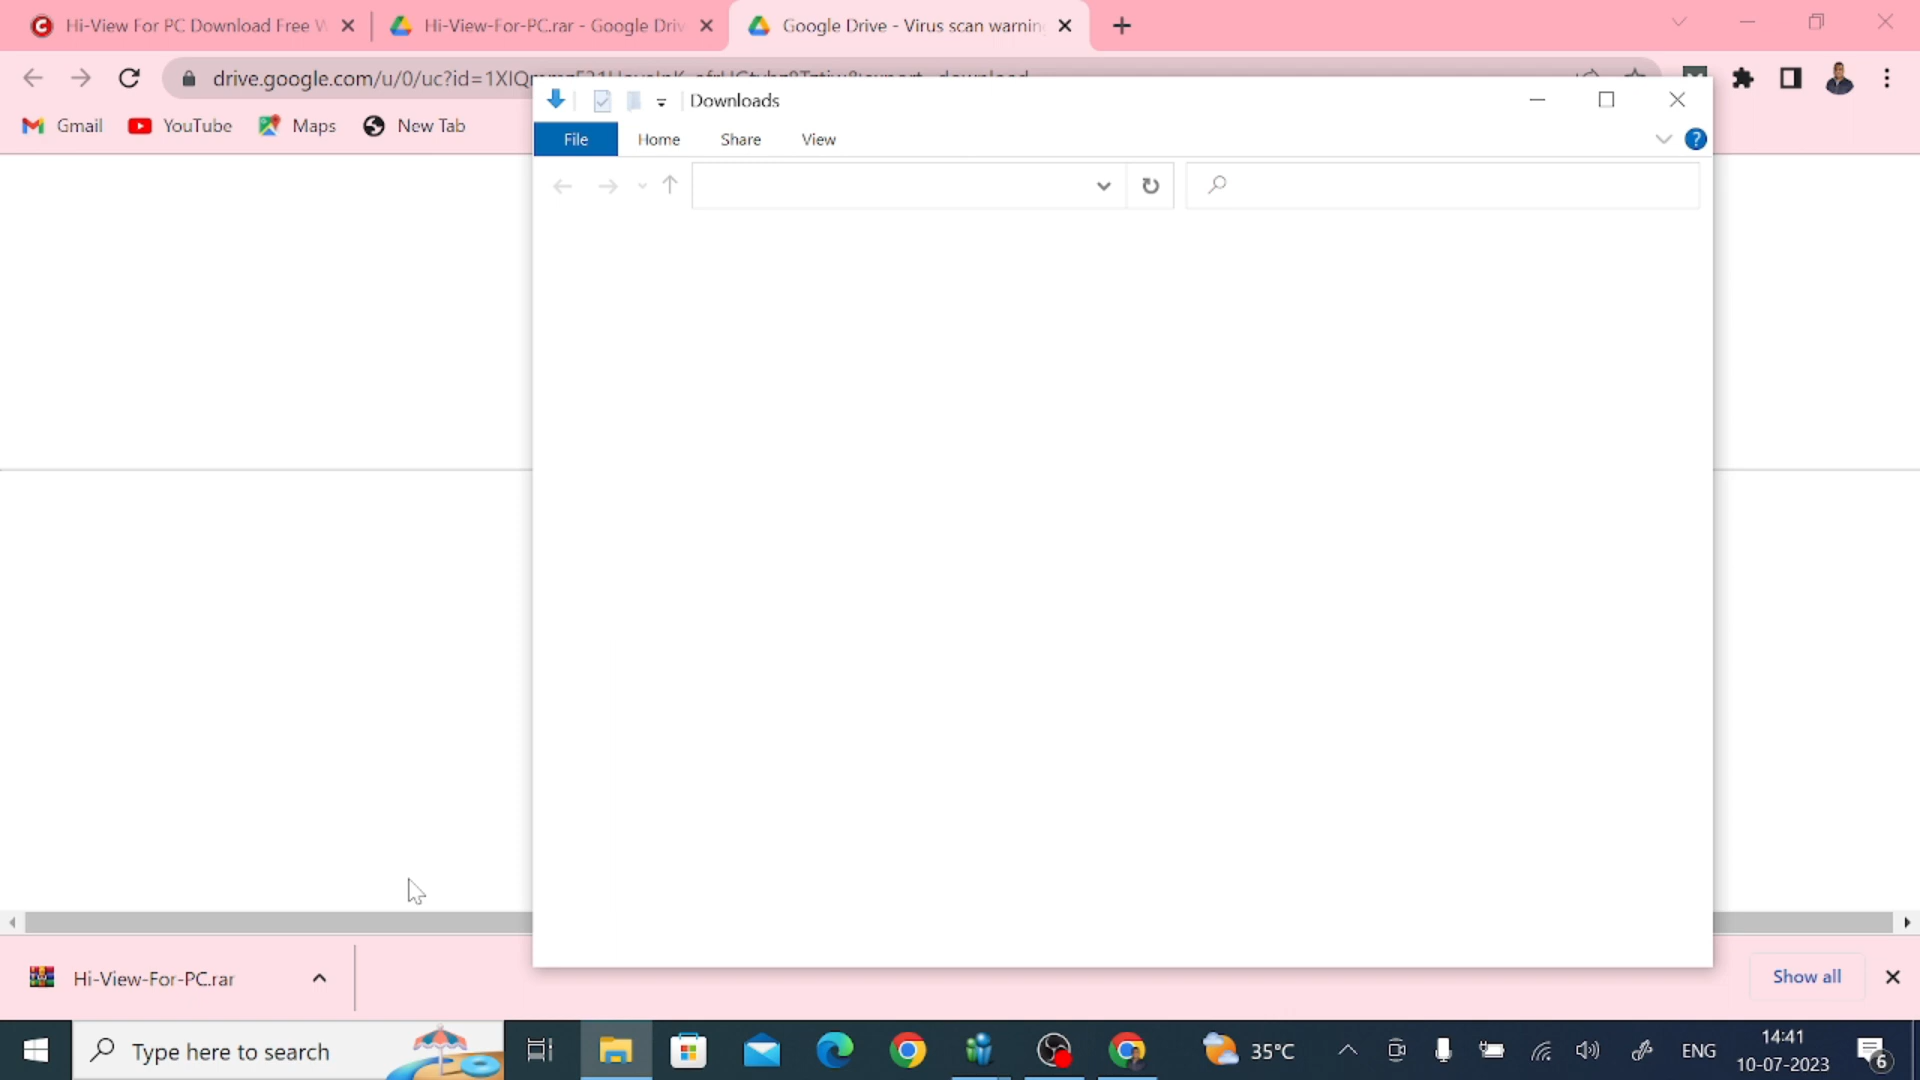 Hi-View For PC Download Free W
Hi-View-For-PC.rar - Google Driv
Google Drive - Virus scan warning
drive.google.com/u/0/uc?id=1XIQ
Gmail
YouTube
Maps
New Tab
Downloads
File
Home
Share
View
Hi-View-For-PC.rar
Show all
Type here to search
35°C
ENG
14:41
10-07-2023
6